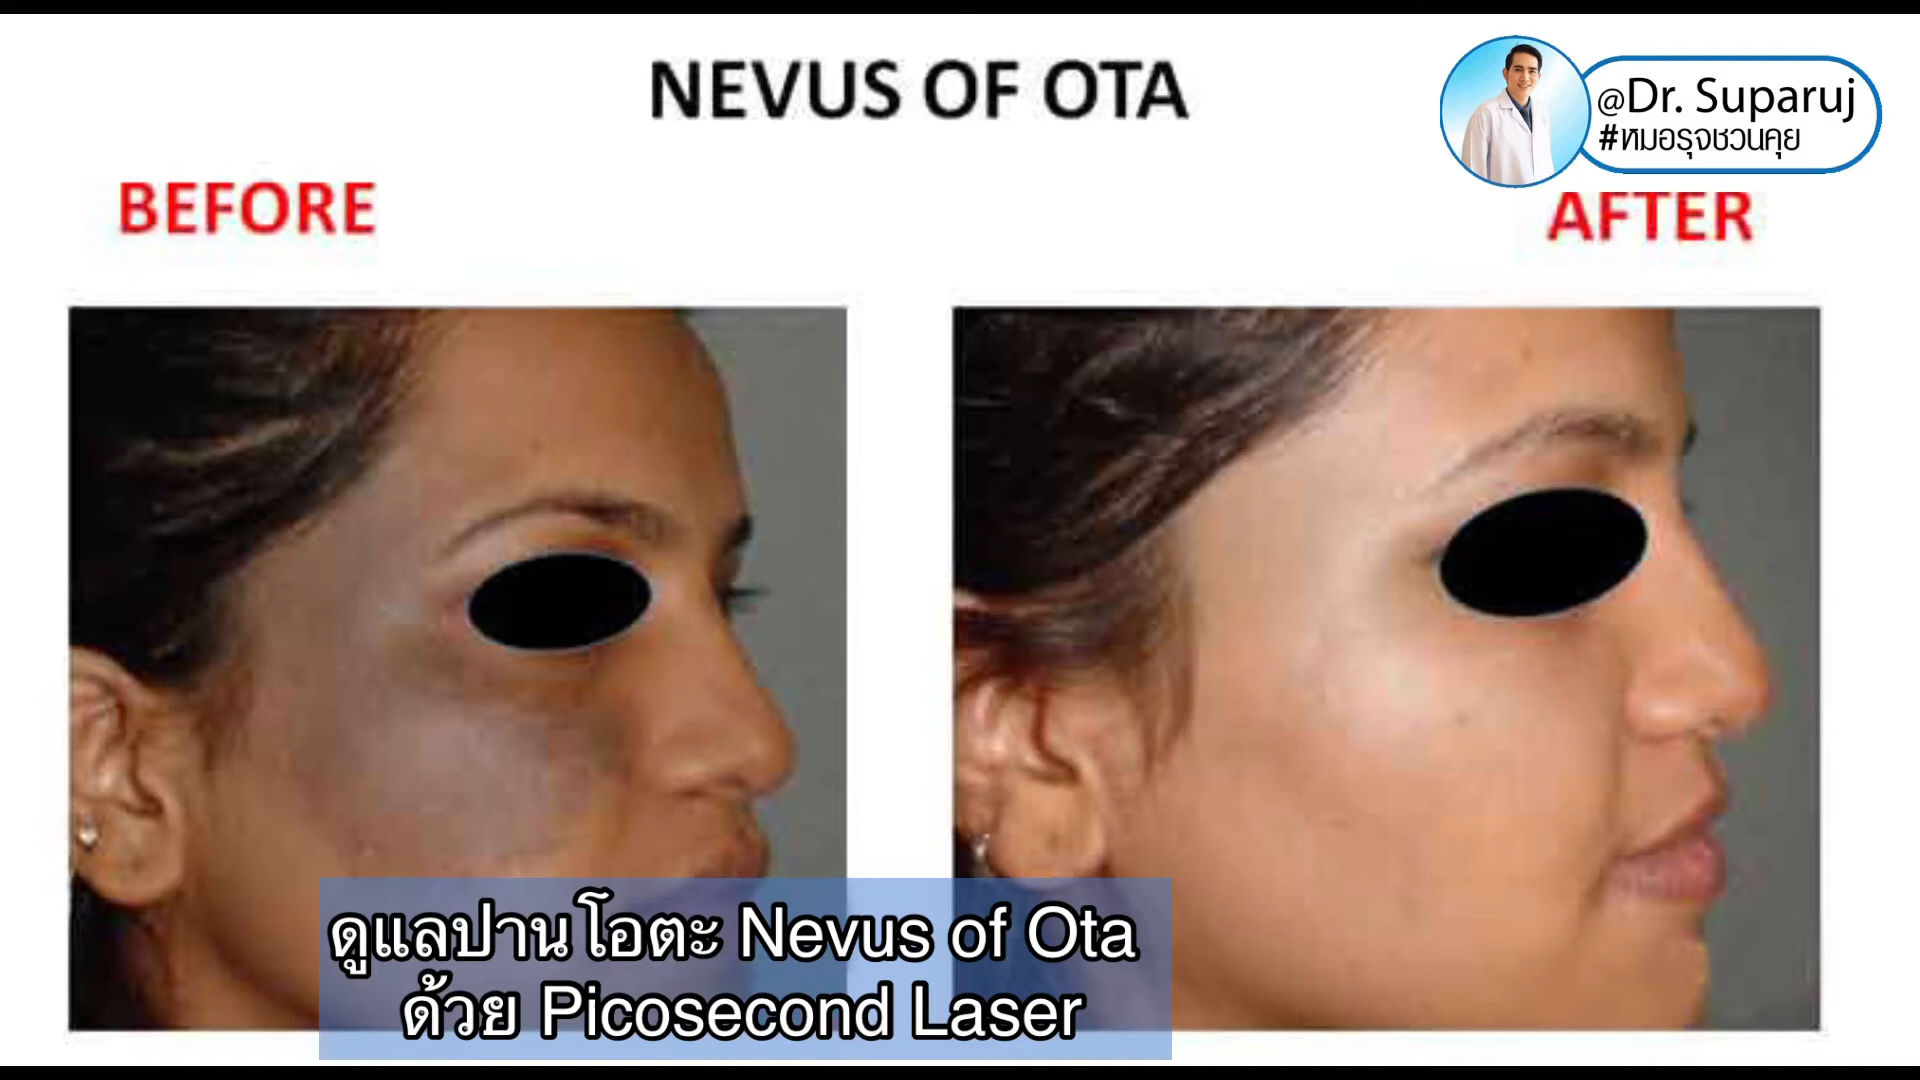 NEVUS OF OTA
@Dr. Suparuj
#หมอรุจชวนคุย
BEFORE
AFTER
ดูแลปานโอตะ Nevus of Ota
ด้วย Picosecond Laser